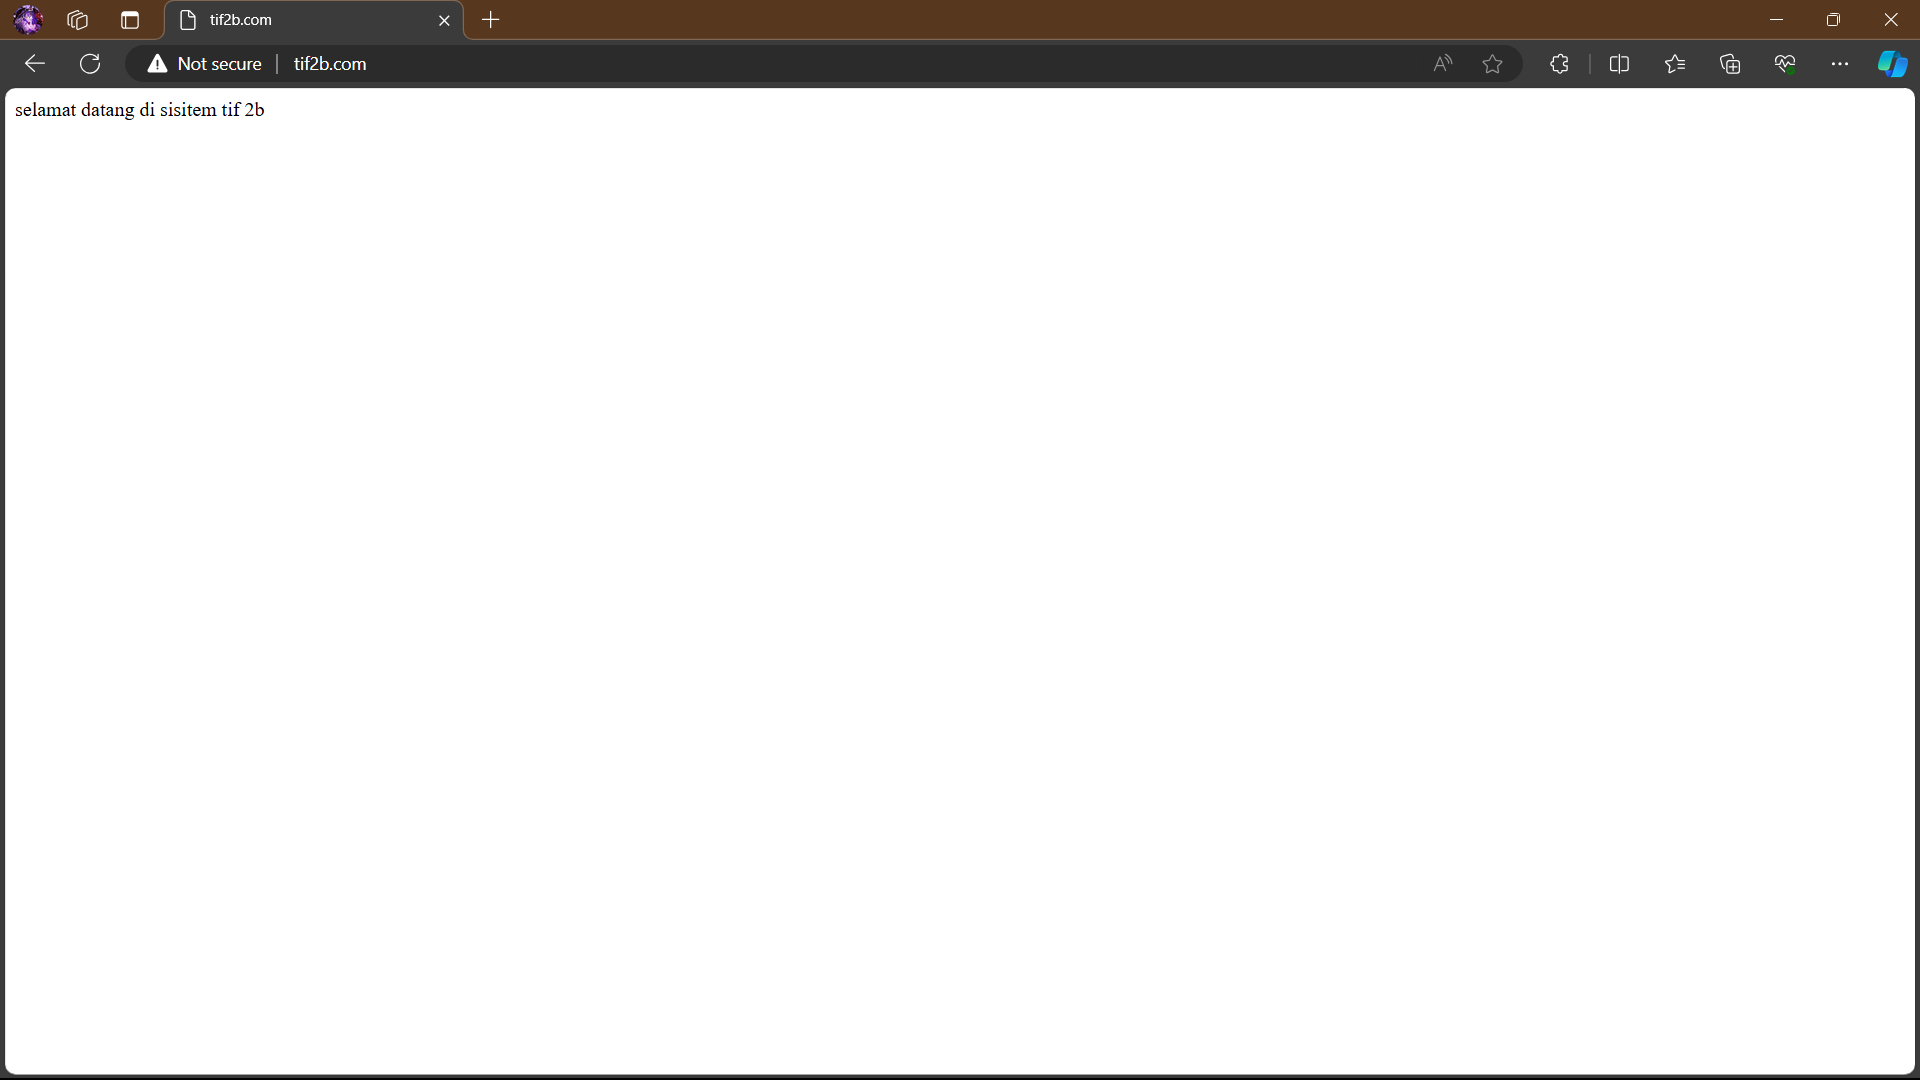 tif2b.com
Not secure
tif2b.com
selamat datang di sisitem tif 2b